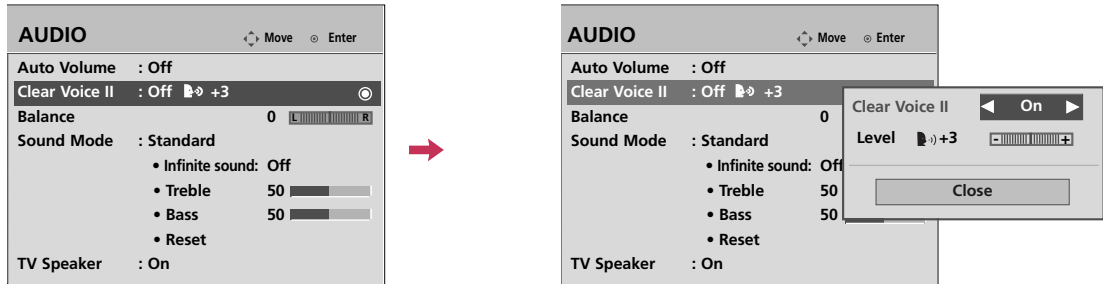 AUDIO Move Enter
Auto Volume : Off
Clear Voice II : Off +3
Balance 0 L R
Sound Mode : Standard
• Infinite sound: Off
• Treble 50
• Bass 50
• Reset
TV Speaker : On
AUDIO Move Enter
Auto Volume : Off
Clear Voice II : Off +3
Balance 0
Sound Mode : Standard
• Infinite sound: Off
• Treble 50
• Bass 50
• Reset
TV Speaker : On
Clear Voice II ◀ On ▶
Level +3 - +
Close